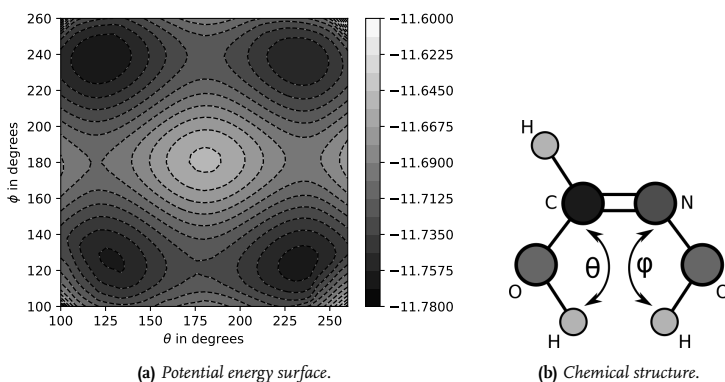 260
240
220
200
180
160
140
120
100
ϕ in degrees
100 125 150 175 200 225 250
θ in degrees
−11.6000
−11.6225
−11.6450
−11.6675
−11.6900
−11.7125
−11.7350
−11.7575
−11.7800
(a) Potential energy surface.
H
C N
θ φ
O O
H H
(b) Chemical structure.